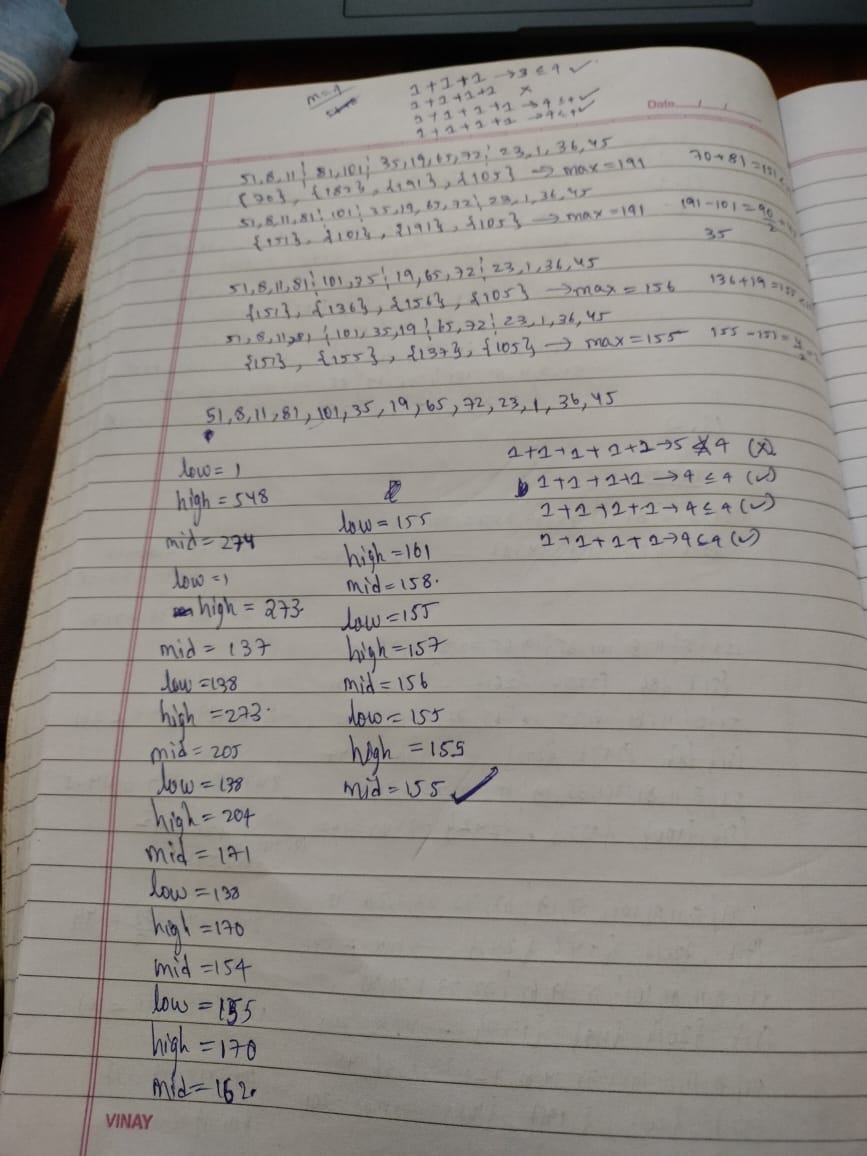 m=4
1+1+1 → 3 ≤ 4 ✓
1+1+1+1 x
1+1+1+1 → 4 ≤ 4 ✓
1+1+1+1 → 4 ≤ 4 ✓
Date / /
51, 8, 11 ¦ 81, 101 ¦ 35, 19, 65, 72 ¦ 23, 1, 36, 45
{70}, {182}, {191}, {105} → max = 191 70+81 = 151
51, 8, 11, 81 ¦ 101 ¦ 35, 19, 65, 72 ¦ 23, 1, 36, 45
{151}, {101}, {191}, {105} → max = 191 191 - 101 = 90/2
35
51, 8, 11, 81 ¦ 101, 35 ¦ 19, 65, 72 ¦ 23, 1, 36, 45
{151}, {136}, {156}, {105} → max = 156 136+19 = 155
51, 8, 11, 81 ¦ 101, 35, 19 ¦ 65, 72 ¦ 23, 1, 36, 45
{151}, {155}, {137}, {105} → max = 155 155 - 151 = 4/2
51, 8, 11, 81, 101, 35, 19, 65, 72, 23, 1, 36, 45
low = 1
high = 548
mid = 274
low = 1
high = 273
mid = 137
low = 138
high = 273
mid = 205
low = 138
high = 204
mid = 171
low = 138
high = 170
mid = 154
low = 155
high = 170
mid = 162
low = 155
high = 161
mid = 158
low = 155
high = 157
mid = 156
low = 155
high = 155
mid = 155 ✓
1+1+1+1+1 → 5 ≰ 4 (x)
1+1+1+1 → 4 ≤ 4 (✓)
1+1+1+1 → 4 ≤ 4 (✓)
1+1+1+1 → 4 ≤ 4 (✓)
VINAY